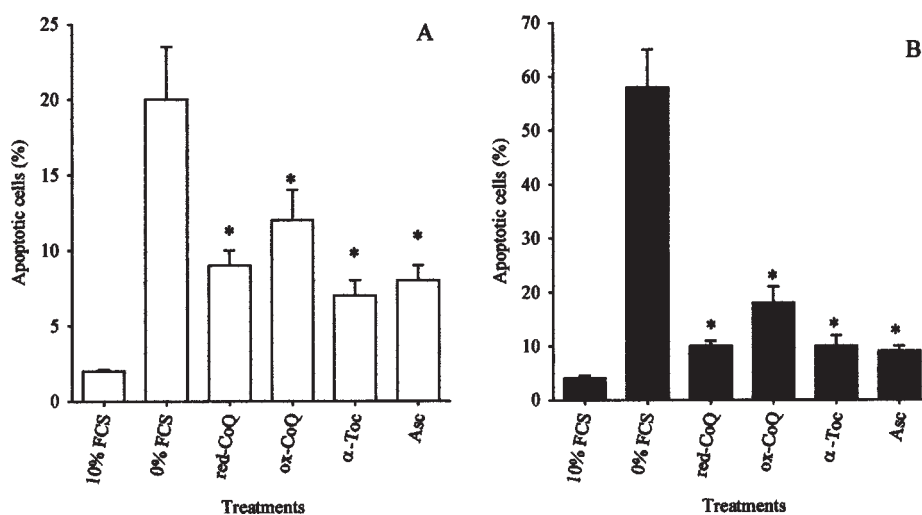 A
Apoptotic cells (%)
25
20
15
10
5
0
*
*
*
*
10% FCS
0% FCS
red-CoQ
ox-CoQ
α-Toc
Asc
Treatments
B
Apoptotic cells (%)
70
60
50
40
30
20
10
0
*
*
*
*
10% FCS
0% FCS
red-CoQ
ox-CoQ
α-Toc
Asc
Treatments